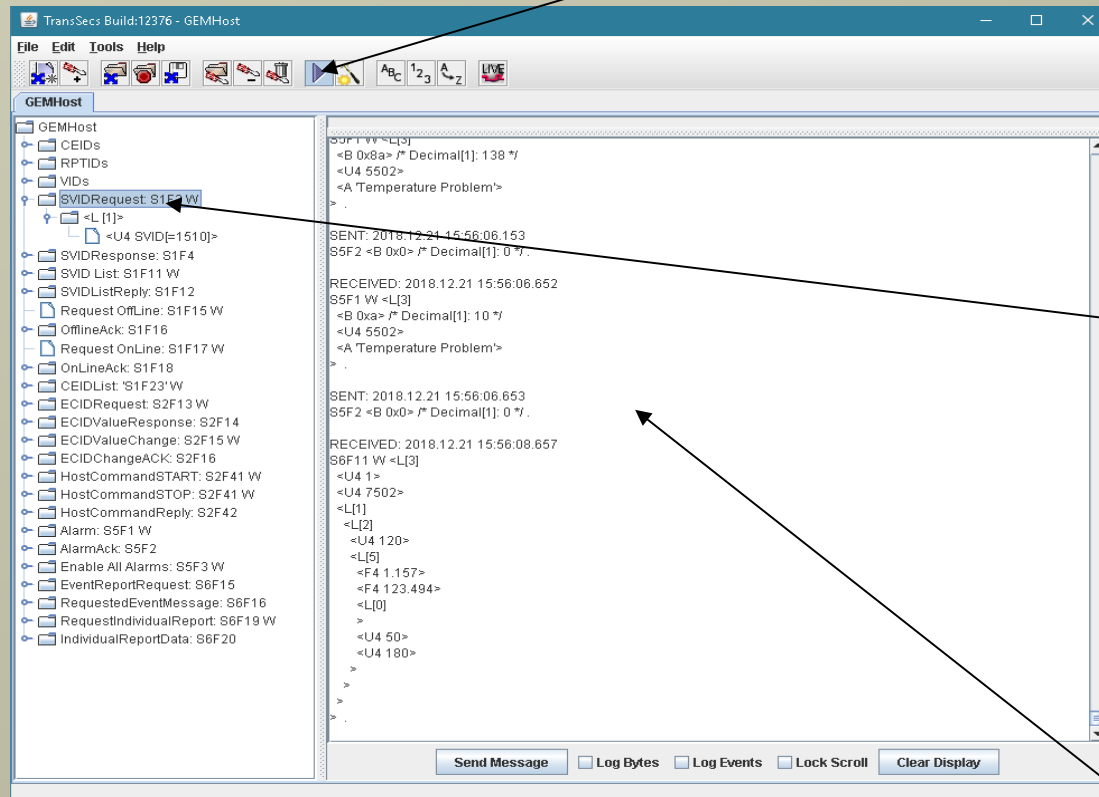 TransSecs Build:12376 - GEMHost
File Edit Tools Help
ABC 123 A Z LIVE
GEMHost
GEMHost
CEIDs
RPTIDs
VIDs
SVIDRequest: S1F3 W
<L [1]>
<U4 SVID[=1510]>
SVIDResponse: S1F4
SVID List: S1F11 W
SVIDListReply: S1F12
Request OffLine: S1F15 W
OfflineAck: S1F16
Request OnLine: S1F17 W
OnLineAck: S1F18
CEIDList: 'S1F23' W
ECIDRequest: S2F13 W
ECIDValueResponse: S2F14
ECIDValueChange: S2F15 W
ECIDChangeACK: S2F16
HostCommandSTART: S2F41 W
HostCommandSTOP: S2F41 W
HostCommandReply: S2F42
Alarm: S5F1 W
AlarmAck: S5F2
Enable All Alarms: S5F3 W
EventReportRequest: S6F15
RequestedEventMessage: S6F16
RequestIndividualReport: S6F19 W
IndividualReportData: S6F20
S5F1 W <L[3]
<B 0x8a> /* Decimal[1]: 138 */
<U4 5502>
<A 'Temperature Problem'>
> .
SENT: 2018.12.21 15:56:06.153
S5F2 <B 0x0> /* Decimal[1]: 0 */ .
RECEIVED: 2018.12.21 15:56:06.652
S5F1 W <L[3]
<B 0xa> /* Decimal[1]: 10 */
<U4 5502>
<A 'Temperature Problem'>
> .
SENT: 2018.12.21 15:56:06.653
S5F2 <B 0x0> /* Decimal[1]: 0 */ .
RECEIVED: 2018.12.21 15:56:08.657
S6F11 W <L[3]
<U4 1>
<U4 7502>
<L[1]
<L[2]
<U4 120>
<L[5]
<F4 1.157>
<F4 123.494>
<L[0]
>
<U4 50>
<U4 180>
>
>
>
> .
Send Message Log Bytes Log Events Lock Scroll Clear Display